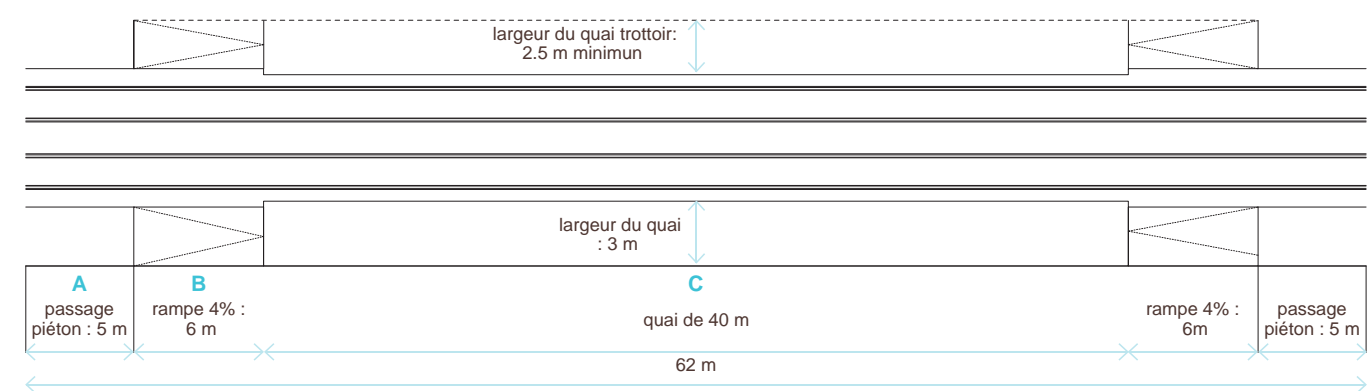 largeur du quai trottoir:
2.5 m minimun
largeur du quai
: 3 m
A
B
C
passage
piéton : 5 m
rampe 4% :
6 m
quai de 40 m
rampe 4% :
6m
passage
piéton : 5 m
62 m